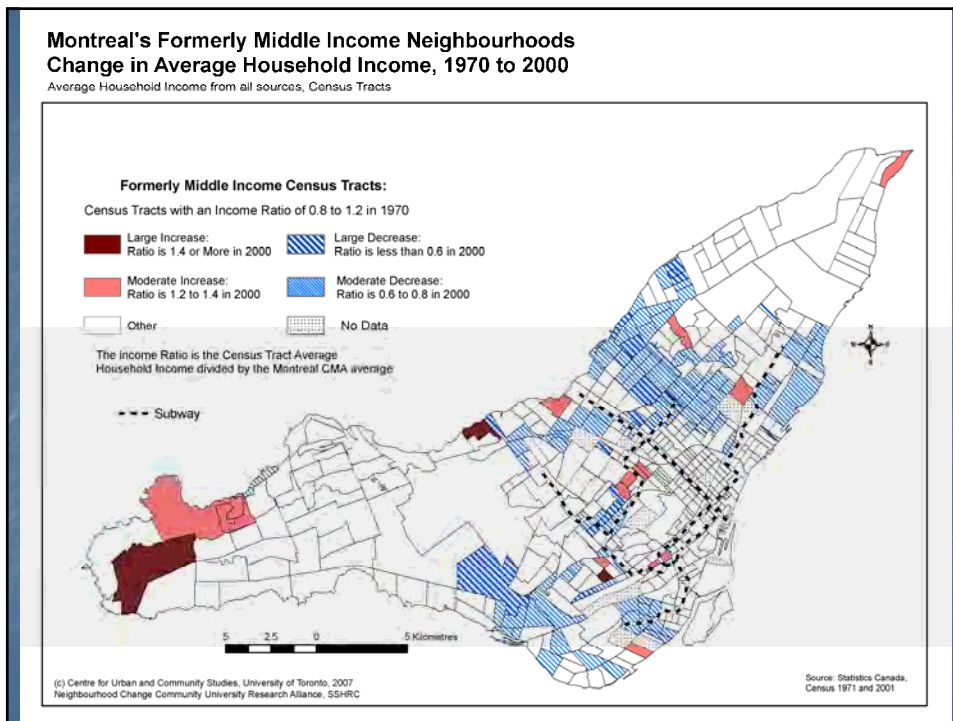 Montreal's Formerly Middle Income Neighbourhoods
Change in Average Household Income, 1970 to 2000
Average Household Income from all sources, Census Tracts
Formerly Middle Income Census Tracts:
Census Tracts with an Income Ratio of 0.8 to 1.2 in 1970
Large Increase:
Ratio is 1.4 or More in 2000
Large Decrease:
Ratio is less than 0.6 in 2000
Moderate Increase:
Ratio is 1.2 to 1.4 in 2000
Moderate Decrease:
Ratio is 0.6 to 0.8 in 2000
Other
No Data
The income Ratio is the Census Tract Average
Household Income divided by the Montreal CMA average
Subway
N
W E
S
5 2.5 0 5 Kilometres
(c) Centre for Urban and Community Studies, University of Toronto, 2007
Neighbourhood Change Community University Research Alliance, SSHRC
Source: Statistics Canada,
Census 1971 and 2001